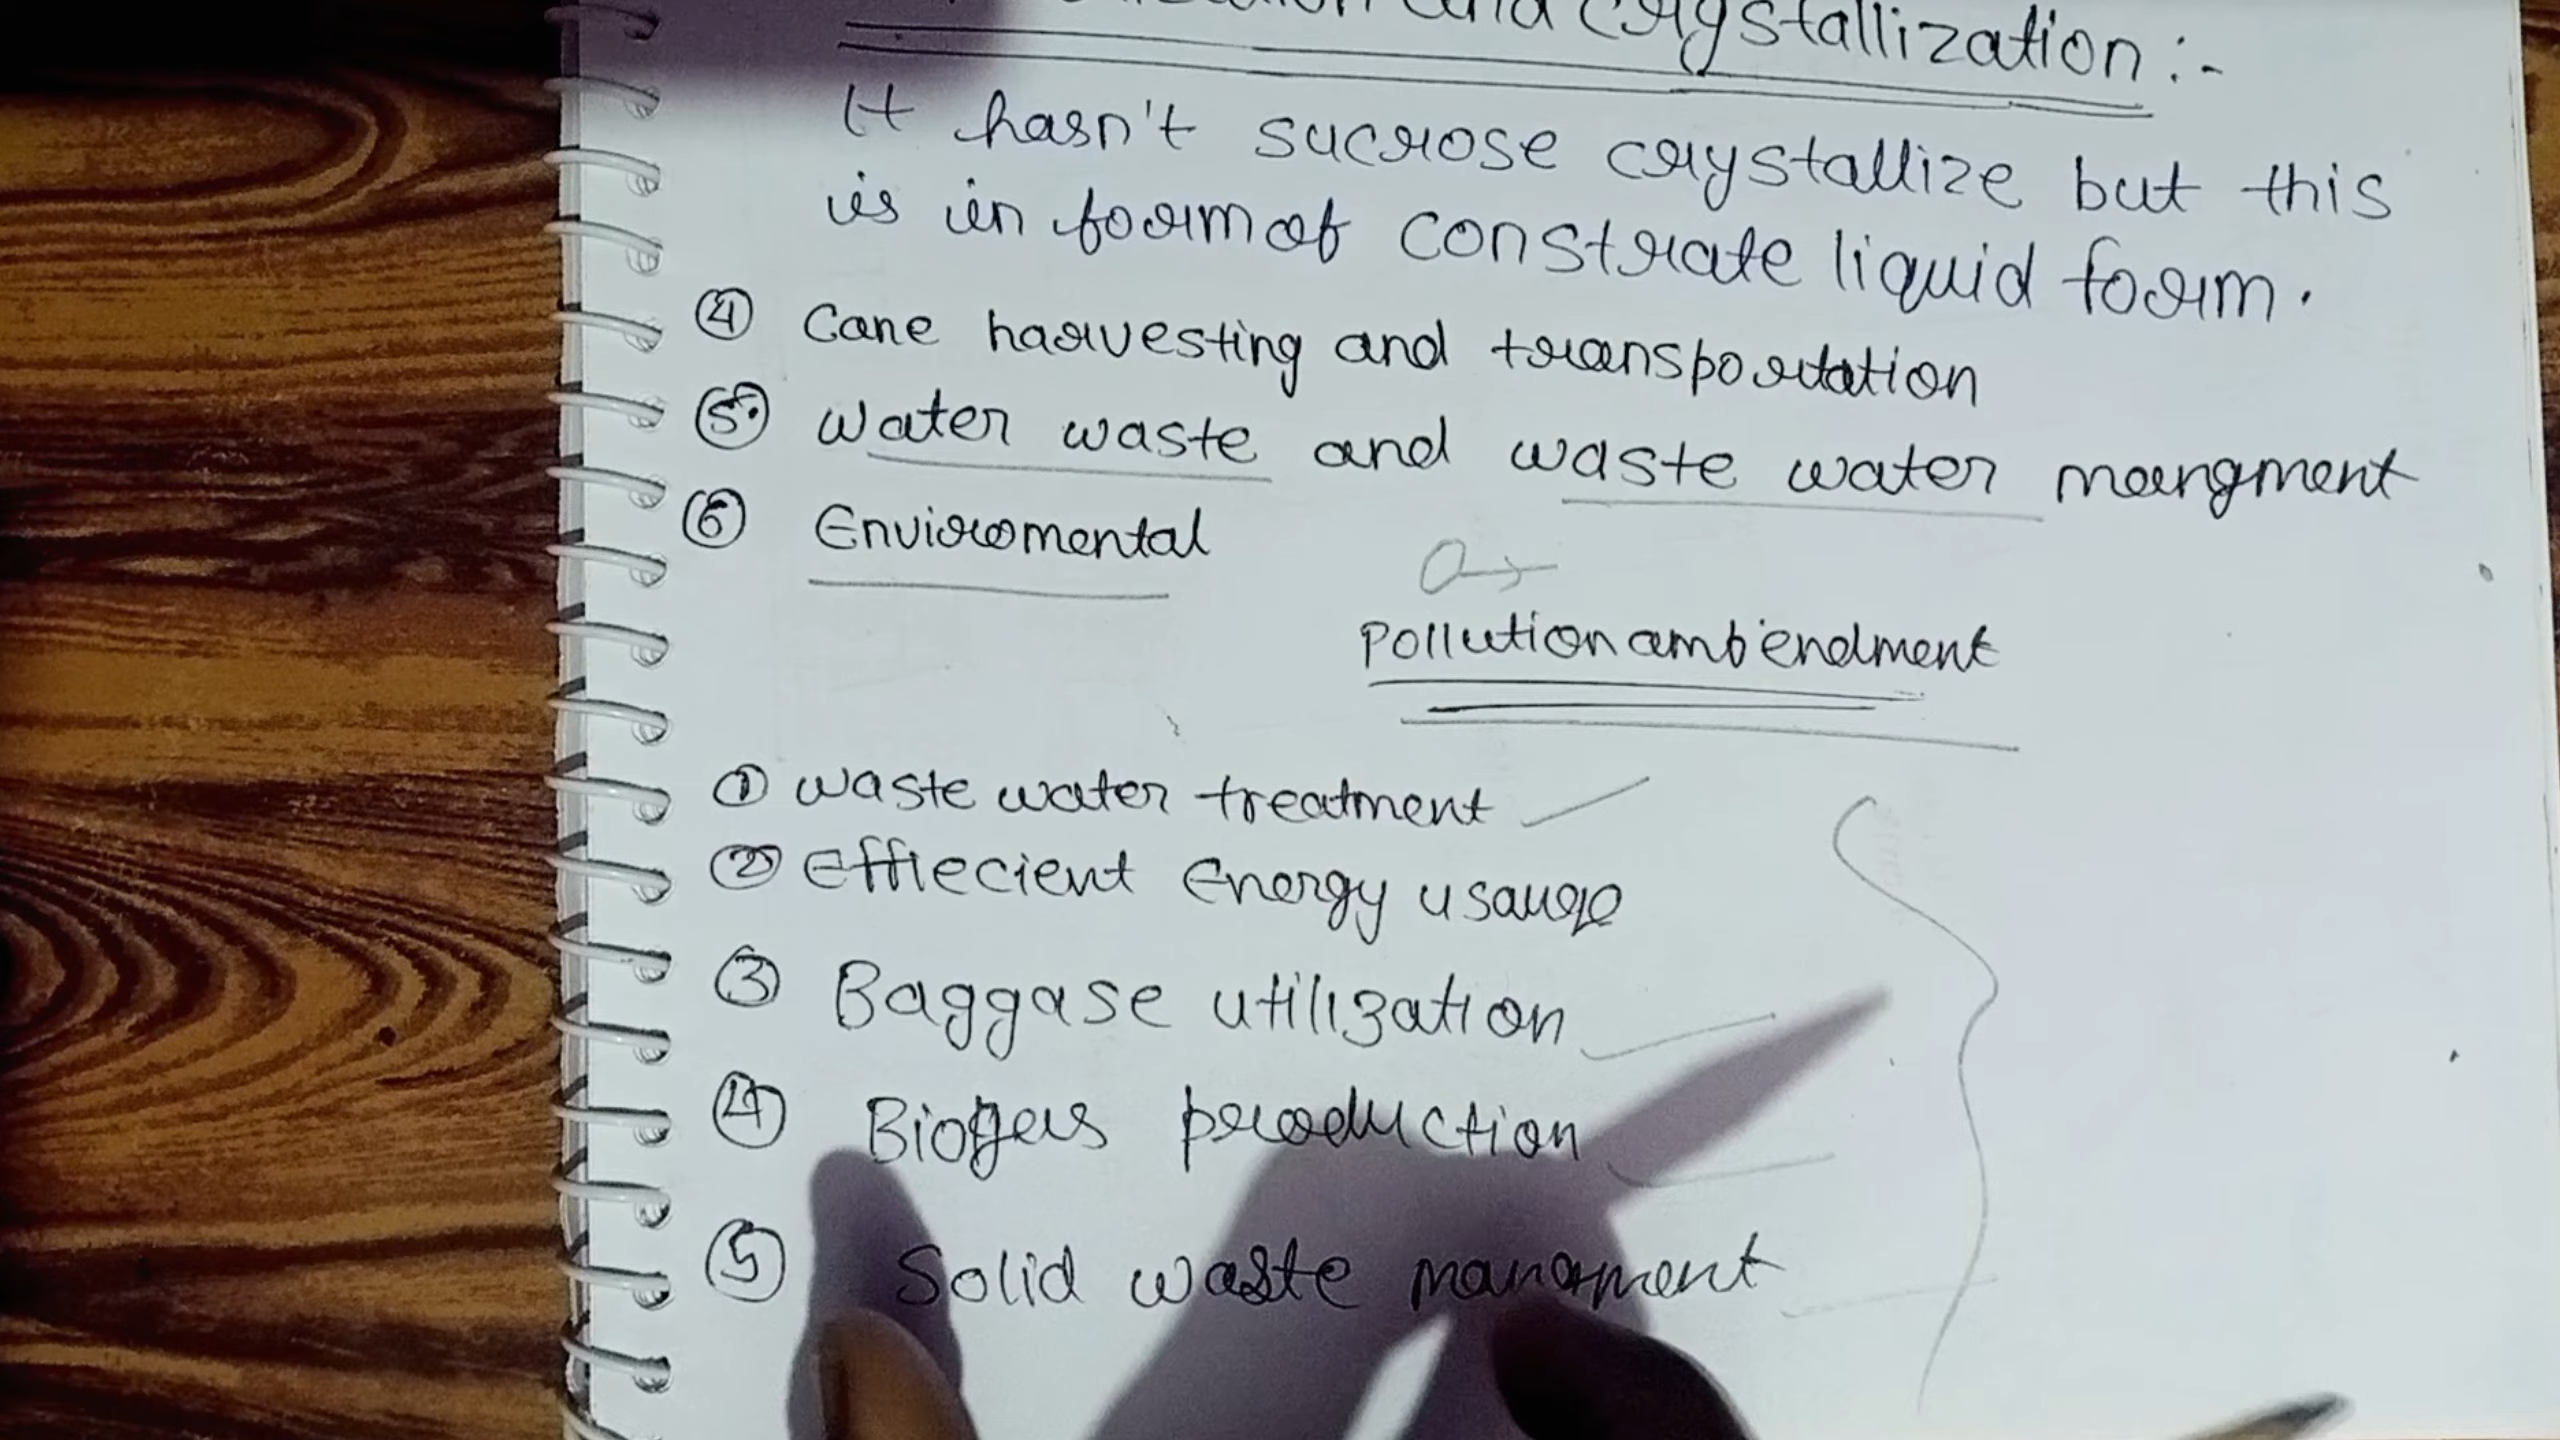 and Crystallization :-
It hasn't sucrose crystallize but this
is in form of constrate liquid form.
④ Cane harvesting and transportation
⑤ Water waste and waste water mangment
⑥ Enviromental
Pollution ambendment
① waste water treatment
② Effiecient Energy usauge
③ Baggase utilization
④ Biogas production
⑤ Solid waste